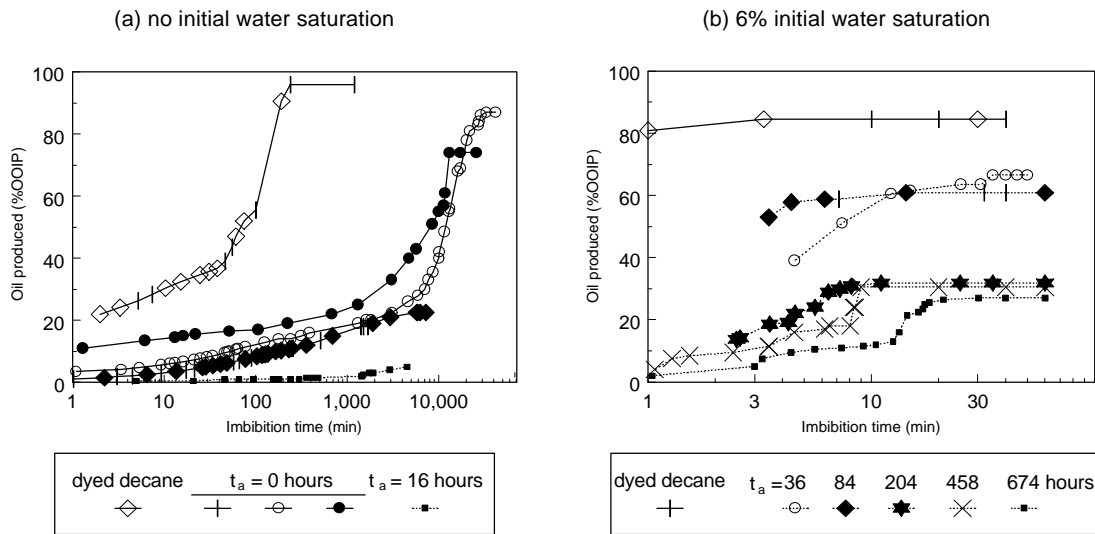 (a) no initial water saturation
(b) 6% initial water saturation
100
80
60
40
20
0
Oil produced (%OOIP)
1
10
100
1,000
10,000
Imbibition time (min)
100
80
60
40
20
0
Oil produced (%OOIP)
1
3
10
30
Imbibition time (min)
dyed decane
t a = 0 hours
t a = 16 hours
dyed decane
t a =36
84
204
458
674 hours